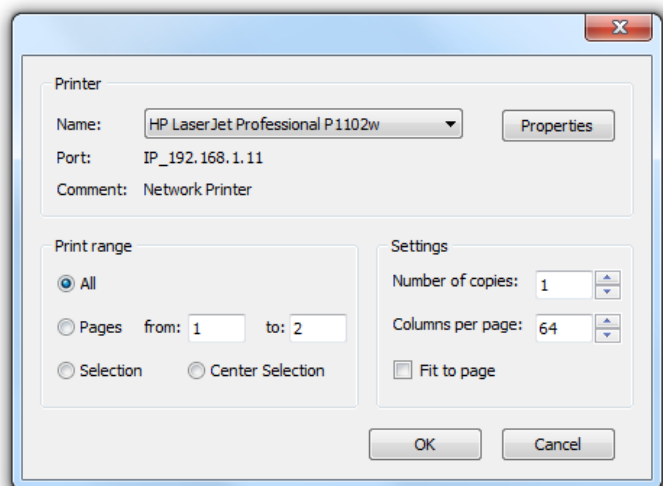 X
Printer
Name: HP LaserJet Professional P1102w Properties
Port: IP_192.168.1.11
Comment: Network Printer
Print range
All
Pages from: 1 to: 2
Selection Center Selection
Settings
Number of copies: 1
Columns per page: 64
Fit to page
OK Cancel